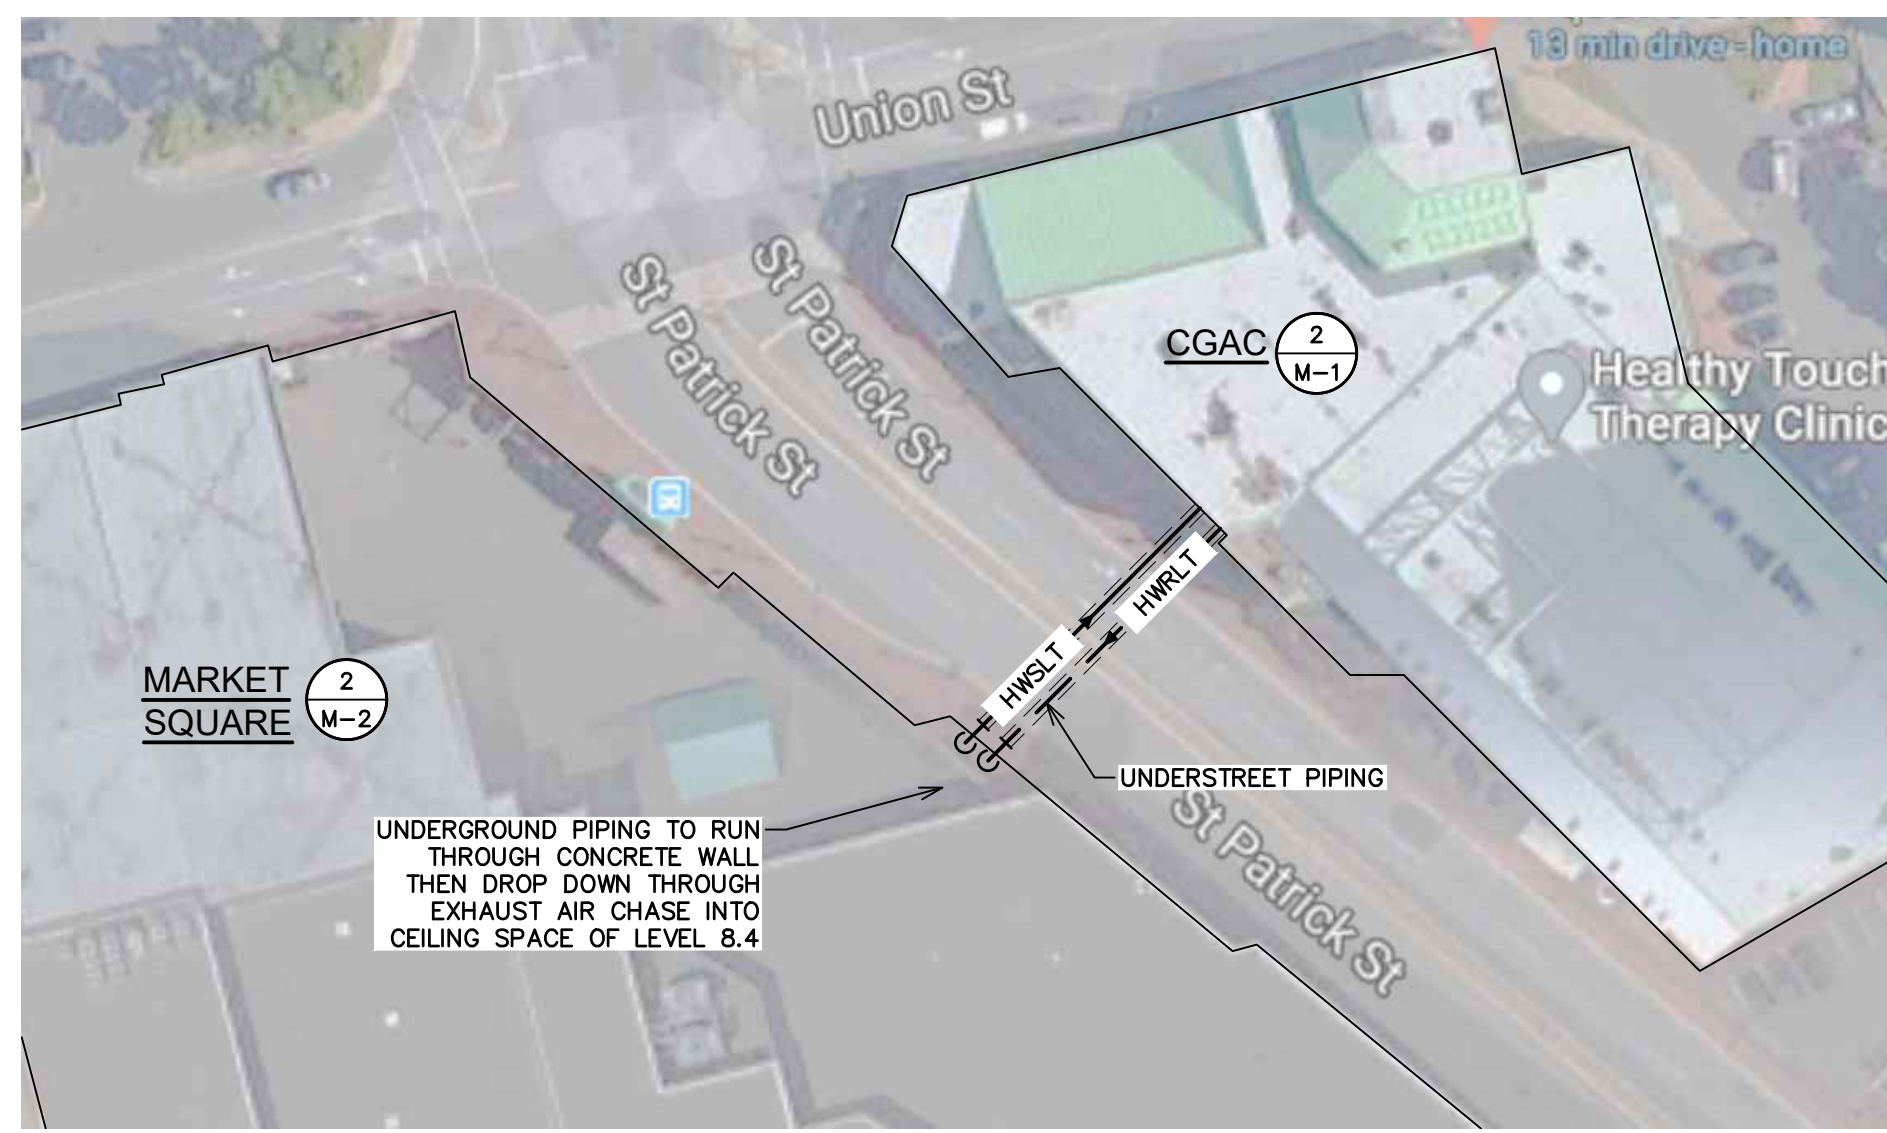 13 min drive - home
Union St
St Patrick St
St Patrick St
CGAC
2
M-1
Healthy Touch
Therapy Clinic
HWRLT
HWSLT
MARKET
SQUARE
2
M-2
UNDERSTREET PIPING
St Patrick St
UNDERGROUND PIPING TO RUN
THROUGH CONCRETE WALL
THEN DROP DOWN THROUGH
EXHAUST AIR CHASE INTO
CEILING SPACE OF LEVEL 8.4